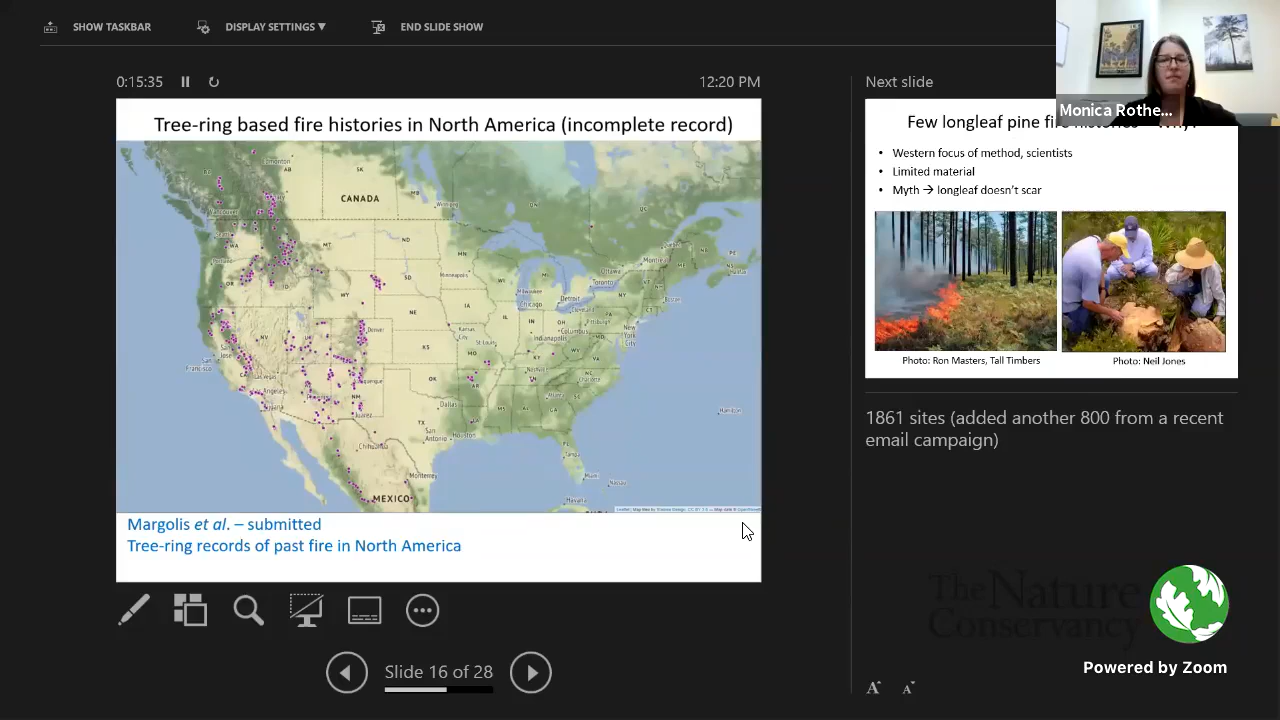 SHOW TASKBAR
DISPLAY SETTINGS ▼
END SLIDE SHOW
0:15:35
12:20 PM
Next slide
Monica Rothe...
Tree-ring based fire histories in North America (incomplete record)
CANADA
MEXICO
Margolis et al. – submitted
Tree-ring records of past fire in North America
Few longleaf pine
• Western focus of method, scientists
• Limited material
• Myth → longleaf doesn't scar
Photo: Ron Masters, Tall Timbers
Photo: Neil Jones
1861 sites (added another 800 from a recent
email campaign)
Slide 16 of 28
The Nature
Conservancy
Powered by Zoom